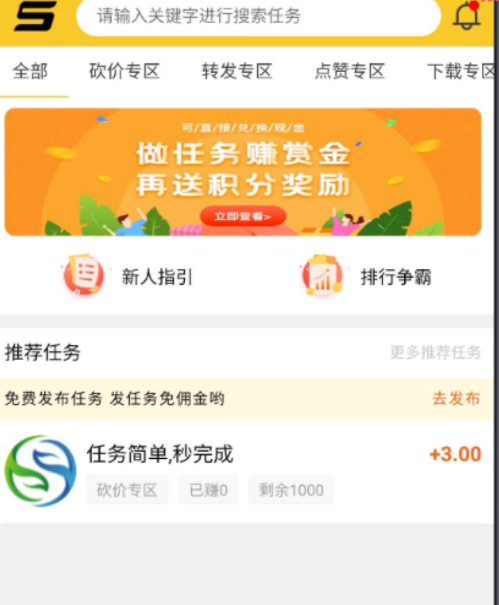 请输入关键字进行搜索任务
全部 砍价专区 转发专区 点赞专区 下载专区
可/直/接/兑/换/现/金
做任务赚赏金
再送积分奖励
立即查看>
新人指引 排行争霸
推荐任务 更多推荐任务
免费发布任务 发任务免佣金哟 去发布
任务简单,秒完成 +3.00
砍价专区 已赚0 剩余1000